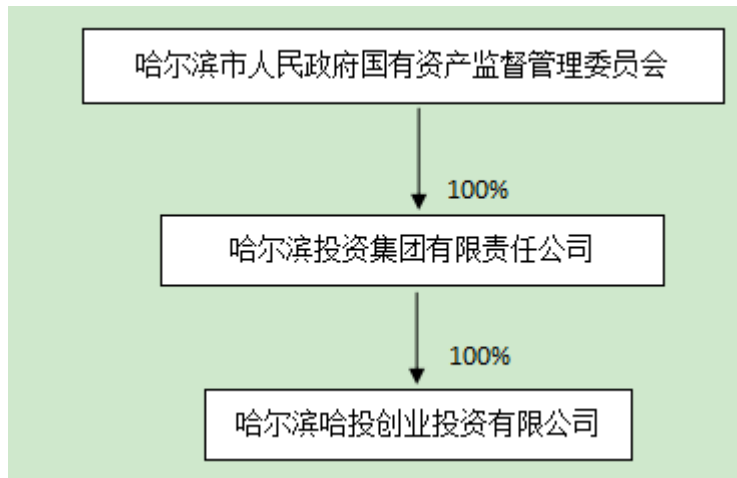 哈尔滨市人民政府国有资产监督管理委员会
100%
哈尔滨投资集团有限责任公司
100%
哈尔滨哈投创业投资有限公司